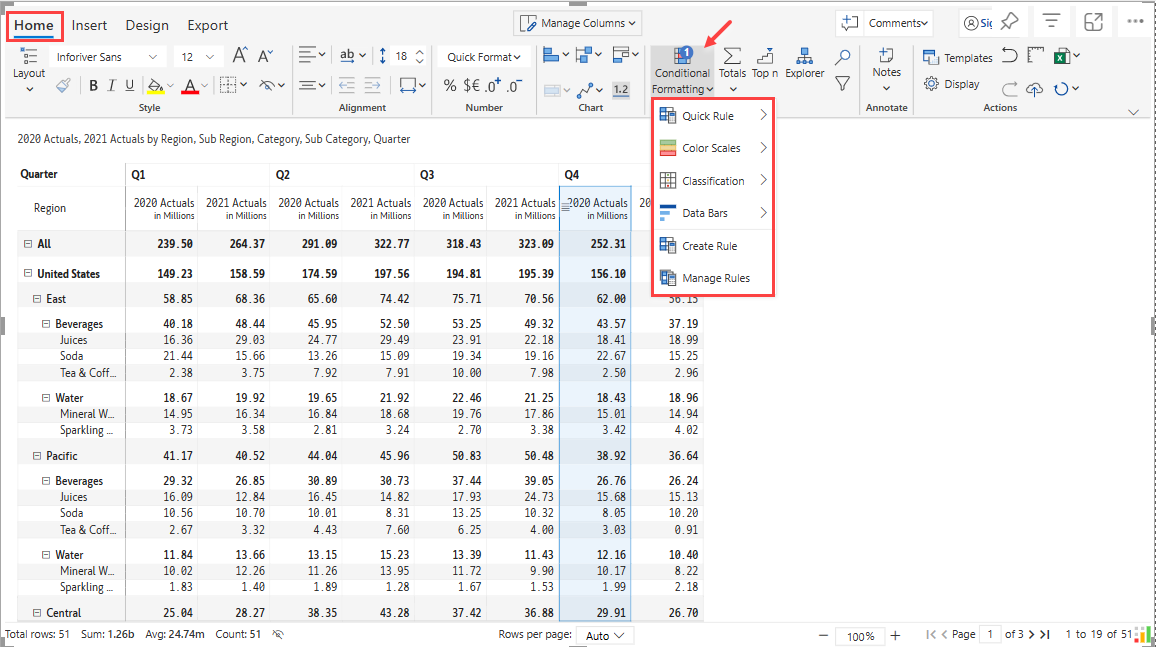 Home Insert Design Export Manage Columns Comments
Inforiver Sans 12 ab 18 Quick Format 1
Layout Conditional Formatting Totals Top n Explorer Notes Templates Display
B I U A % $€ .0 .0 1.2
Style Alignment Number Chart Annotate Actions
Quick Rule
Color Scales
Classification
Data Bars
Create Rule
Manage Rules
2020 Actuals, 2021 Actuals by Region, Sub Region, Category, Sub Category, Quarter
Quarter Q1 Q2 Q3 Q4
Region 2020 Actuals 2021 Actuals 2020 Actuals 2021 Actuals 2020 Actuals 2021 Actuals 2020 Actuals 20
in Millions in Millions in Millions in Millions in Millions in Millions in Millions
All 239.50 264.37 291.09 322.77 318.43 323.09 252.31
United States 149.23 158.59 174.59 197.56 194.81 195.39 156.10
East 58.85 68.36 65.60 74.42 75.71 70.56 62.00 56.15
Beverages 40.18 48.44 45.95 52.50 53.25 49.32 43.57 37.19
Juices 16.36 29.03 24.77 29.49 23.91 22.18 18.41 18.99
Soda 21.44 15.66 13.26 15.09 19.34 19.16 22.67 15.25
Tea & Coff... 2.38 3.75 7.92 7.91 10.00 7.98 2.50 2.96
Water 18.67 19.92 19.65 21.92 22.46 21.25 18.43 18.96
Mineral W... 14.95 16.34 16.84 18.68 19.76 17.86 15.01 14.94
Sparkling ... 3.73 3.58 2.81 3.24 2.70 3.38 3.42 4.02
Pacific 41.17 40.52 44.04 45.96 50.83 50.48 38.92 36.64
Beverages 29.32 26.85 30.89 30.73 37.44 39.05 26.76 26.24
Juices 16.09 12.84 16.45 14.82 17.93 24.73 15.68 15.13
Soda 10.56 10.70 10.01 8.31 13.25 10.32 8.05 10.20
Tea & Coff... 2.67 3.32 4.43 7.60 6.25 4.00 3.03 0.91
Water 11.84 13.66 13.15 15.23 13.39 11.43 12.16 10.40
Mineral W... 10.02 12.26 11.26 13.95 11.72 9.90 10.17 8.22
Sparkling ... 1.83 1.40 1.89 1.28 1.67 1.53 1.99 2.18
Central 25.04 28.27 38.35 43.28 37.42 36.88 29.91 26.70
Total rows: 51 Sum: 1.26b Avg: 24.74m Count: 51 Rows per page: Auto 100% Page 1 of 3 1 to 19 of 51